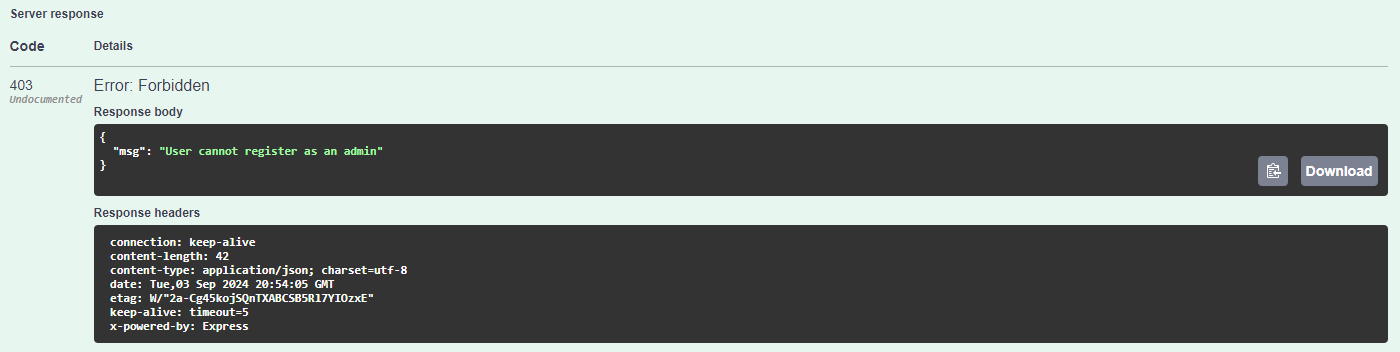 Server response
Code Details
403 Error: Forbidden
Undocumented
Response body
{
  "msg": "User cannot register as an admin"
}
Download
Response headers
connection: keep-alive
content-length: 42
content-type: application/json; charset=utf-8
date: Tue,03 Sep 2024 20:54:05 GMT
etag: W/"2a-Cg45kojSQnTXABCSB5R17YIOzxE"
keep-alive: timeout=5
x-powered-by: Express